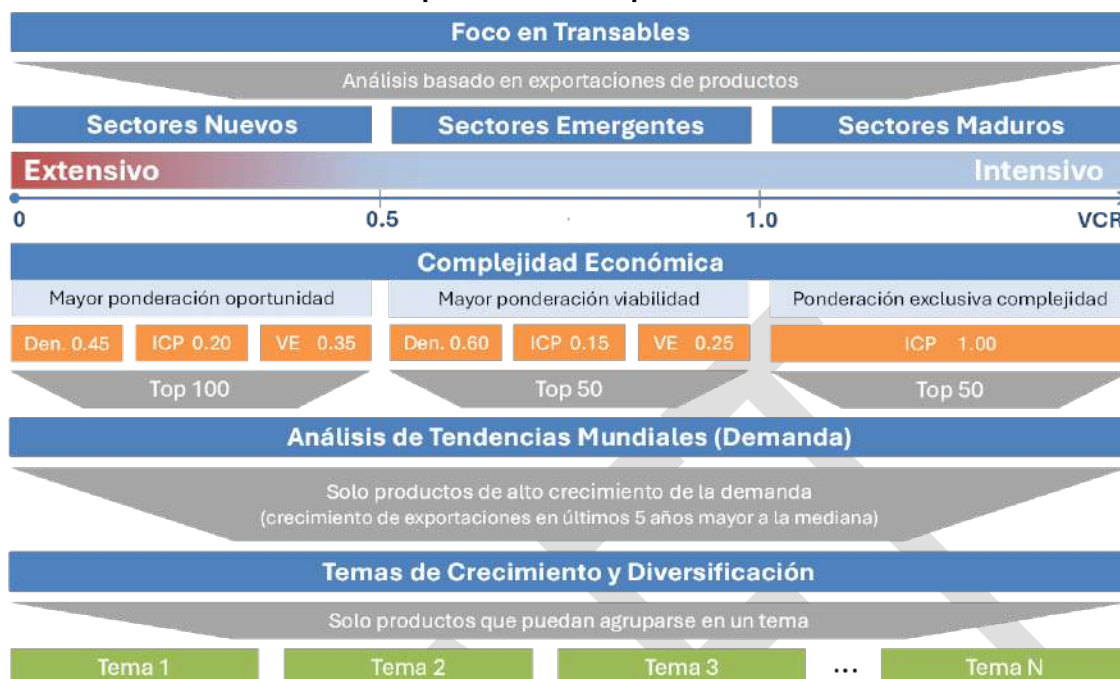 Foco en Transables
Análisis basado en exportaciones de productos
Sectores Nuevos Sectores Emergentes Sectores Maduros
Extensivo Intensivo
0 0.5 1.0 VCR
Complejidad Económica
Mayor ponderación oportunidad Mayor ponderación viabilidad Ponderación exclusiva complejidad
Den. 0.45 ICP 0.20 VE 0.35 Den. 0.60 ICP 0.15 VE 0.25 ICP 1.00
Top 100 Top 50 Top 50
Análisis de Tendencias Mundiales (Demanda)
Solo productos de alto crecimiento de la demanda
(crecimiento de exportaciones en últimos 5 años mayor a la mediana)
Temas de Crecimiento y Diversificación
Solo productos que puedan agruparse en un tema
Tema 1 Tema 2 Tema 3 ... Tema N